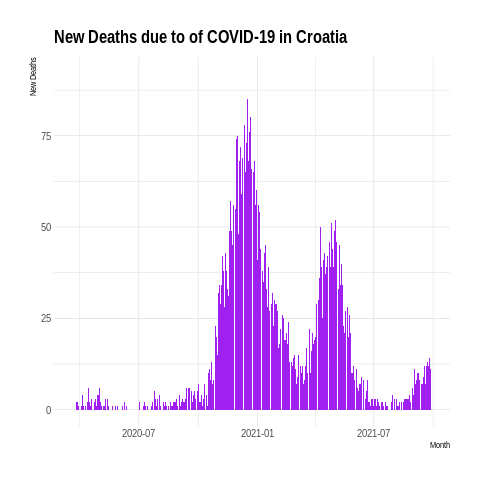 New Deaths due to of COVID-19 in Croatia
New Deaths
75
50
25
0
2020-07
2021-01
2021-07
Month